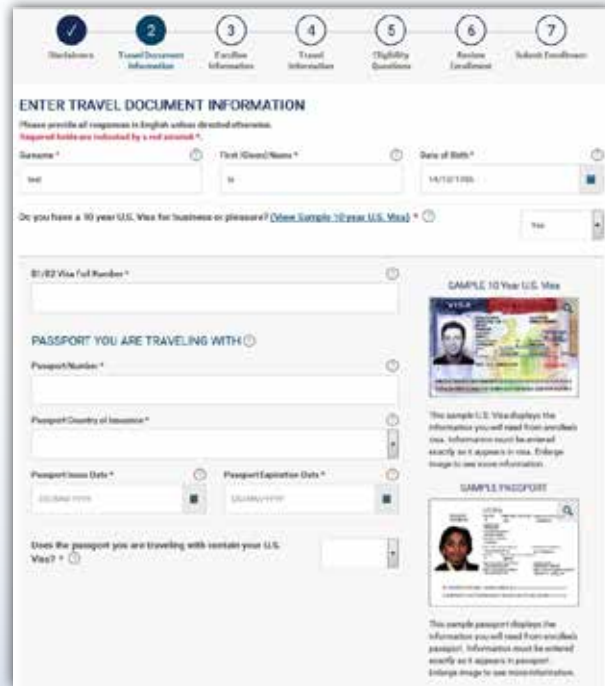 2
3
4
5
6
7
Disclaimers
Travel Document Information
Enrollee Information
Travel Information
Eligibility Questions
Review Enrollment
Submit Enrollment
ENTER TRAVEL DOCUMENT INFORMATION
Please provide all responses in English unless directed otherwise.
Required fields are indicated by a red asterisk *.
Surname *
First (Given) Name *
Date of Birth *
test
Do you have a 10 year U.S. Visa for business or pleasure? (View Sample 10-year U.S. Visa) *
Yes
B1/B2 Visa Foil Number *
PASSPORT YOU ARE TRAVELING WITH
Passport Number *
Passport Country of Issuance *
Passport Issue Date *
Passport Expiration Date *
DD/MM/YYYY
DD/MM/YYYY
Does the passport you are traveling with contain your U.S.
Visa? *
SAMPLE 10 Year U.S. Visa
VISA
This sample U.S. Visa displays the
information you will need from enrollee's
visa. Information must be entered
exactly as it appears in visa. Enlarge
image to see more information.
SAMPLE PASSPORT
This sample passport displays the
information you will need from enrollee's
passport. Information must be entered
exactly as it appears in passport.
Enlarge image to see more information.